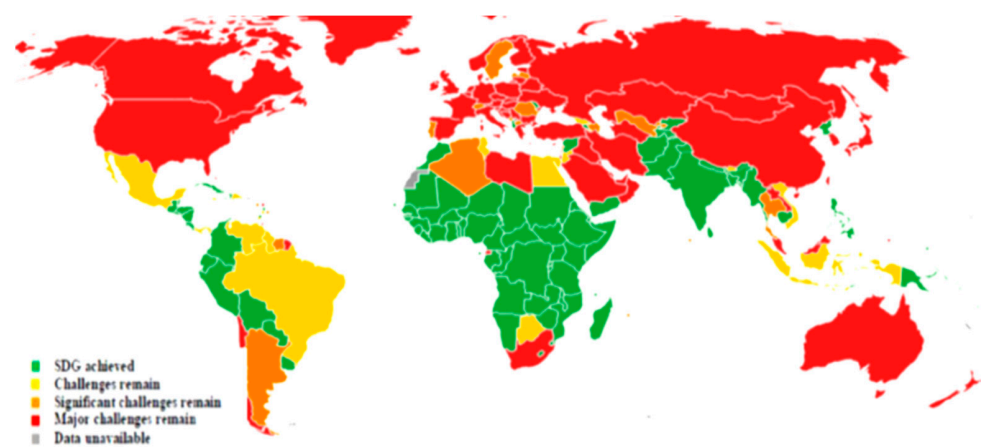 SDG achieved
Challenges remain
Significant challenges remain
Major challenges remain
Data unavailable